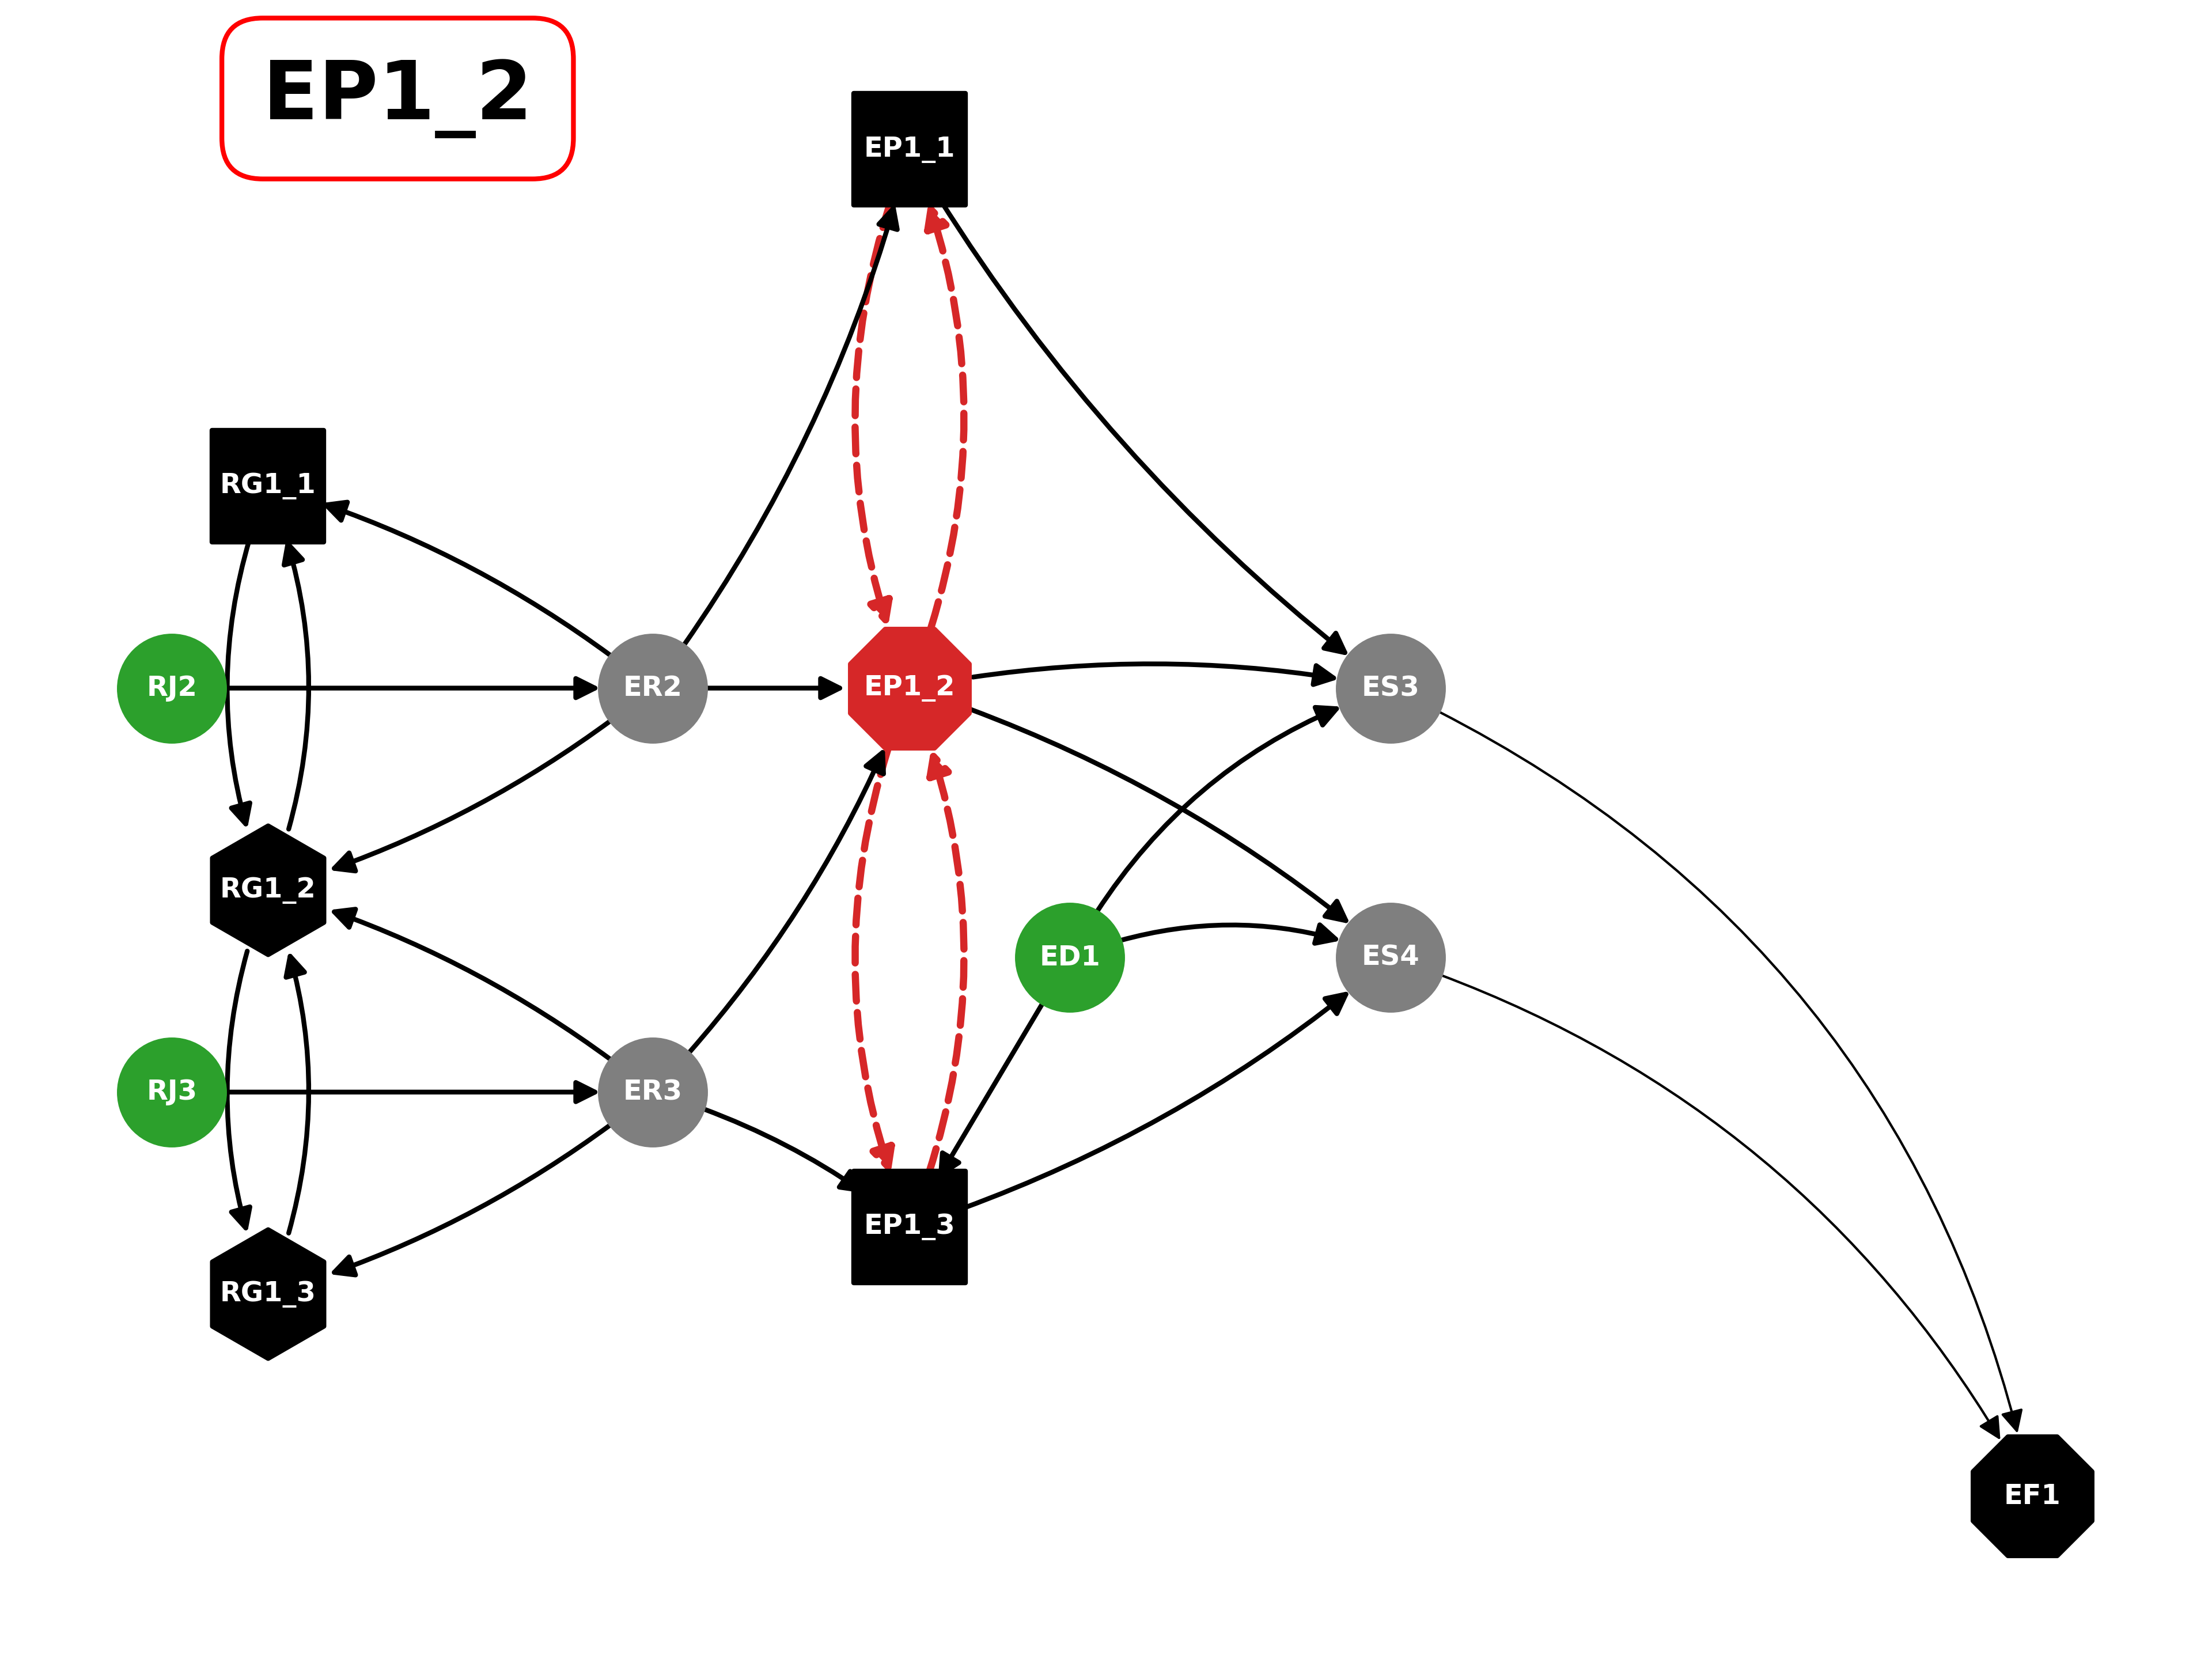 EP1_2
EP1_1
RG1_1
RJ2
ER2
EP1_2
ES3
RG1_2
ED1
ES4
RJ3
ER3
EP1_3
RG1_3
EF1